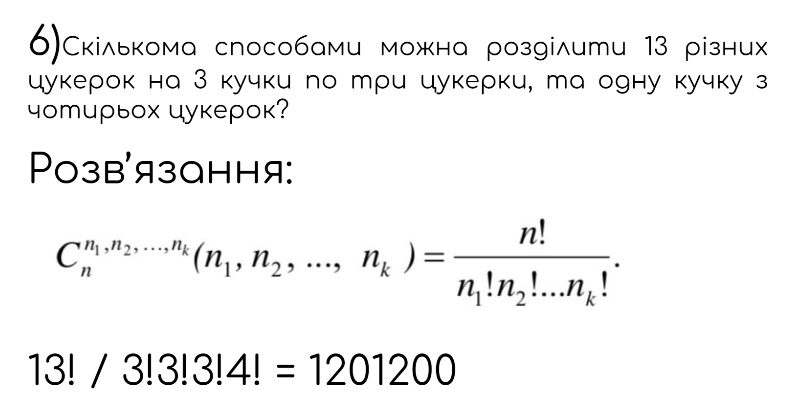 6)Скількома способами можна розділити 13 різних
цукерок на 3 кучки по три цукерки, та одну кучку з
чотирьох цукерок?
Розв’язання:
C_n^{n_1, n_2, ..., n_k}(n_1, n_2, ..., n_k) = \frac{n!}{n_1!n_2!...n_k!}.
13! / 3!3!3!4! = 1201200